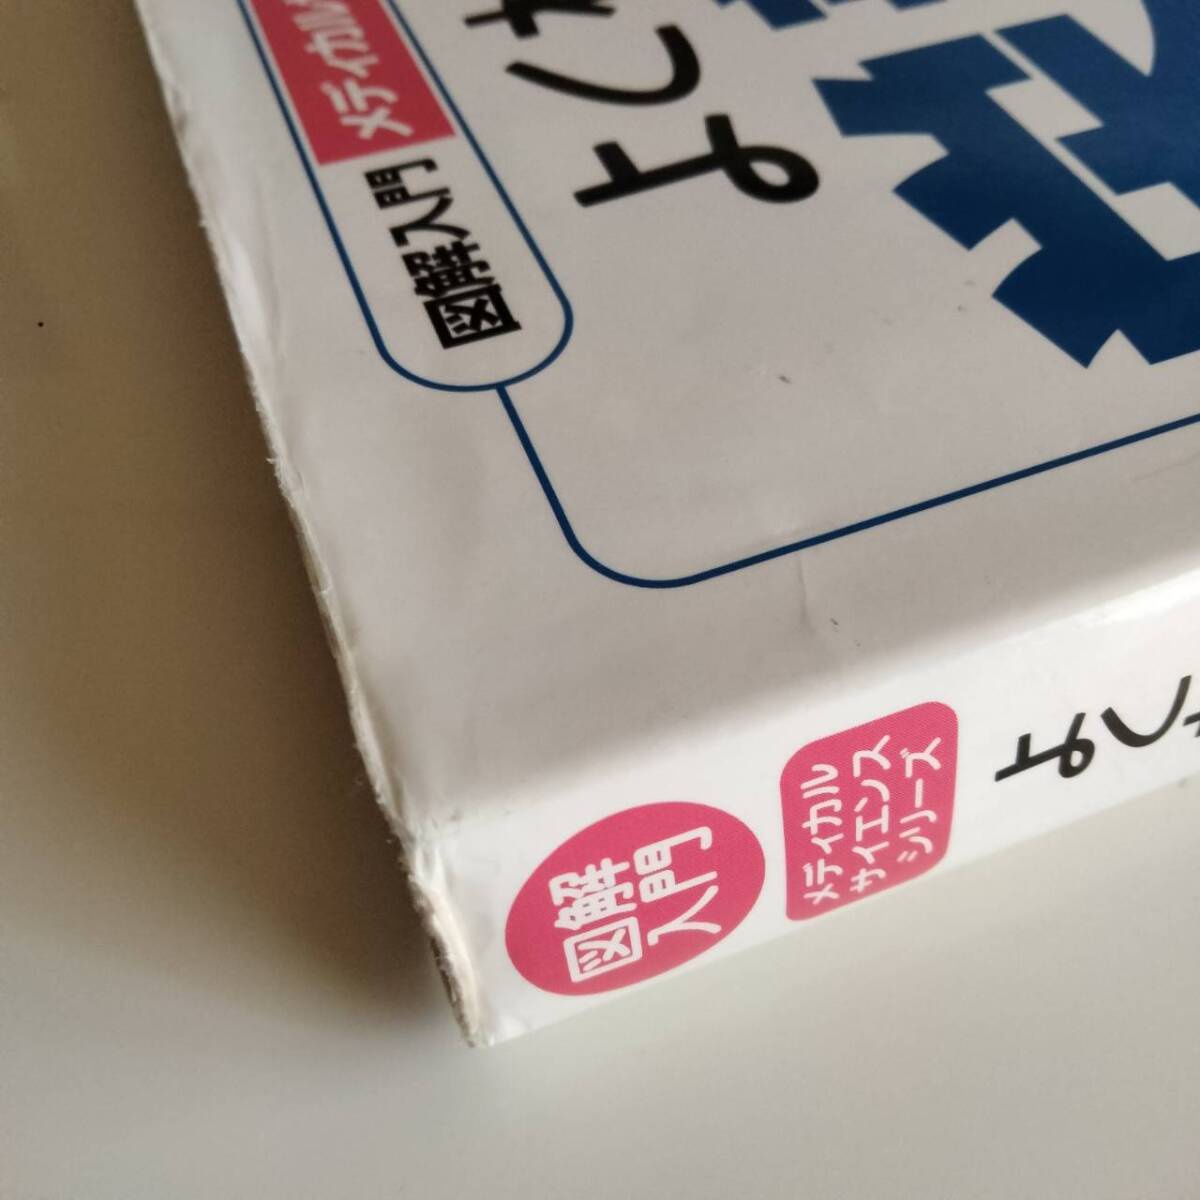 図解入門
メディカル
よくわ
図解
入門
メディカル
サイエンス
シリーズ
よくわ